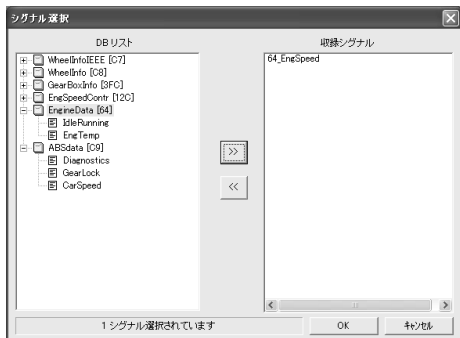 シグナル選択
DBリスト
収録シグナル
WheelInfoIEEE [C7]
WheelInfo [C8]
GearBoxInfo [3FC]
EngSpeedContr [12C]
EngineData [64]
IdleRunning
EngTemp
ABSdata [C9]
Diagnostics
GearLock
CarSpeed
64_EngSpeed
>>
<<
1 シグナル選択されています
OK
キャンセル